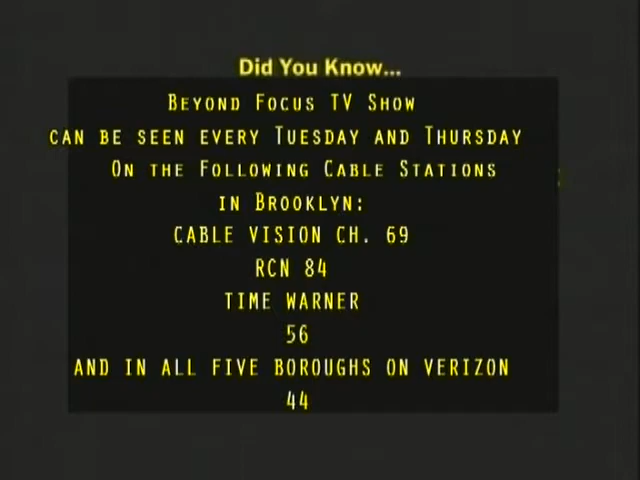 Did You Know...
Beyond Focus TV Show
can be seen every Tuesday and Thursday
On the Following Cable Stations
in Brooklyn:
CABLE VISION CH. 69
RCN 84
TIME WARNER
56
AND IN ALL FIVE BOROUGHS ON VERIZON
44